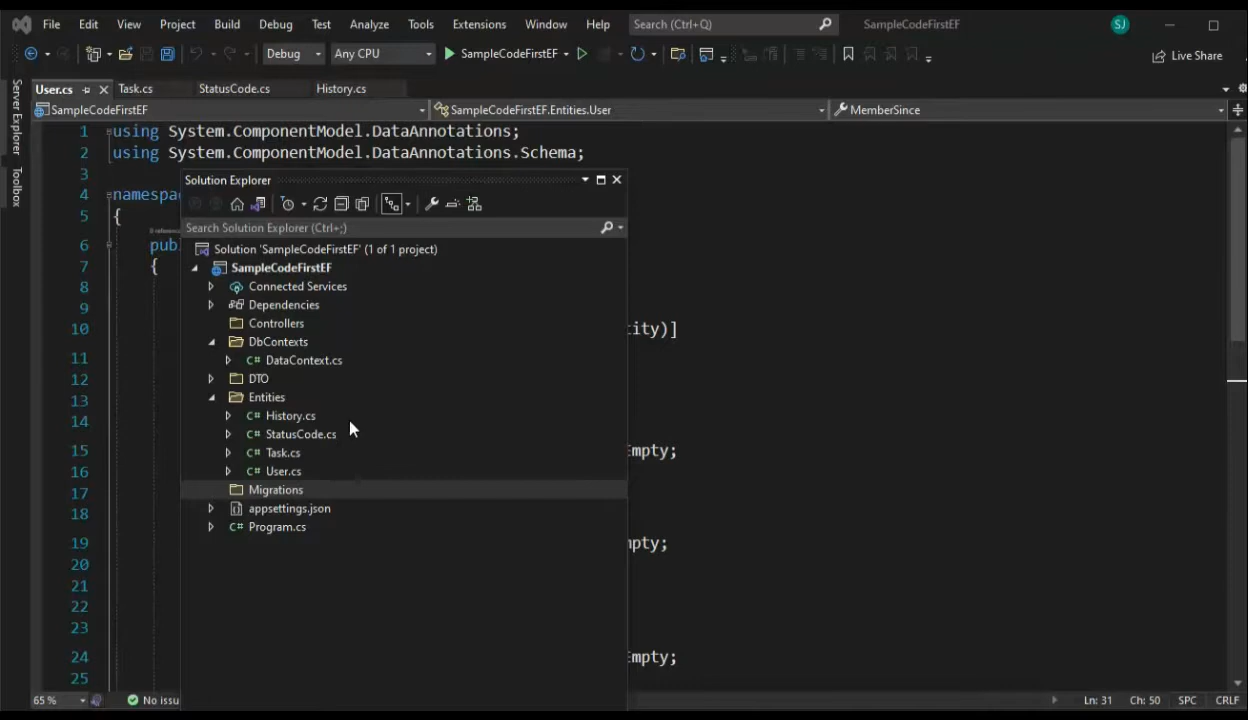 File Edit View Project Build Debug Test Analyze Tools Extensions Window Help Search (Ctrl+Q) SampleCodeFirstEF SJ
Debug Any CPU SampleCodeFirstEF Live Share
User.cs Task.cs StatusCode.cs History.cs
SampleCodeFirstEF SampleCodeFirstEF.Entities.User MemberSince
Server Explorer
Toolbox
1 using System.ComponentModel.DataAnnotations;
2 using System.ComponentModel.DataAnnotations.Schema;
3
4 namespac
5 {
6 pub
7 {
8
9
10 tity)]
11
12
13
14
15 Empty;
16
17
18
19 mpty;
20
21
22
23
24 Empty;
25
Solution Explorer
Search Solution Explorer (Ctrl+;)
Solution 'SampleCodeFirstEF' (1 of 1 project)
SampleCodeFirstEF
Connected Services
Dependencies
Controllers
DbContexts
C# DataContext.cs
DTO
Entities
C# History.cs
C# StatusCode.cs
C# Task.cs
C# User.cs
Migrations
appsettings.json
C# Program.cs
65 % No issu Ln: 31 Ch: 50 SPC CRLF